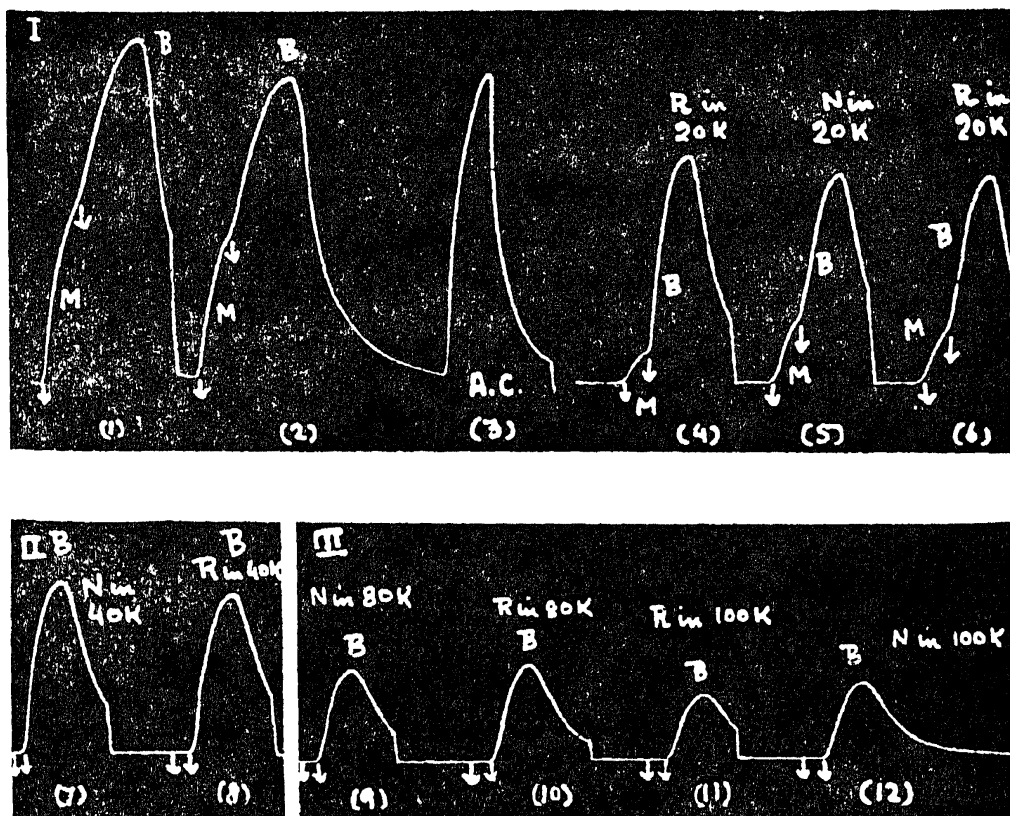 I
B
M
(1)
B
M
(2)
A.C.
(3)
R in
20K
B
M
(4)
N in
20K
B
M
(5)
R in
20K
B
M
(6)
II B
N in
40K
(7)
B
R in 40K
(8)
III
N in 80K
B
(9)
R in 80K
B
(10)
R in 100K
B
(11)
N in 100K
B
(12)